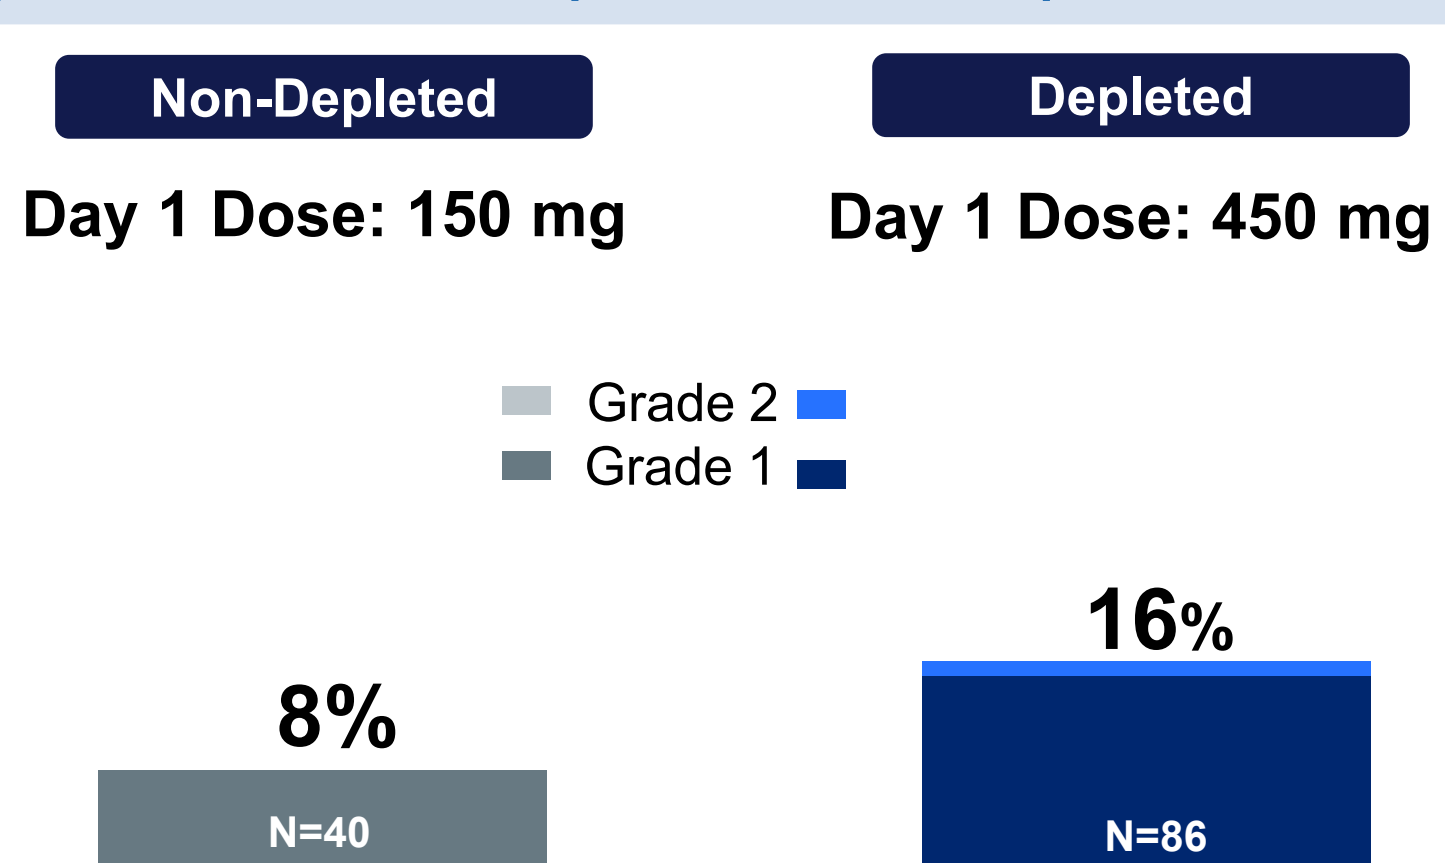 Non-Depleted
Depleted
Day 1 Dose: 150 mg
Day 1 Dose: 450 mg
Grade 2
Grade 1
16%
8%
N=40
N=86